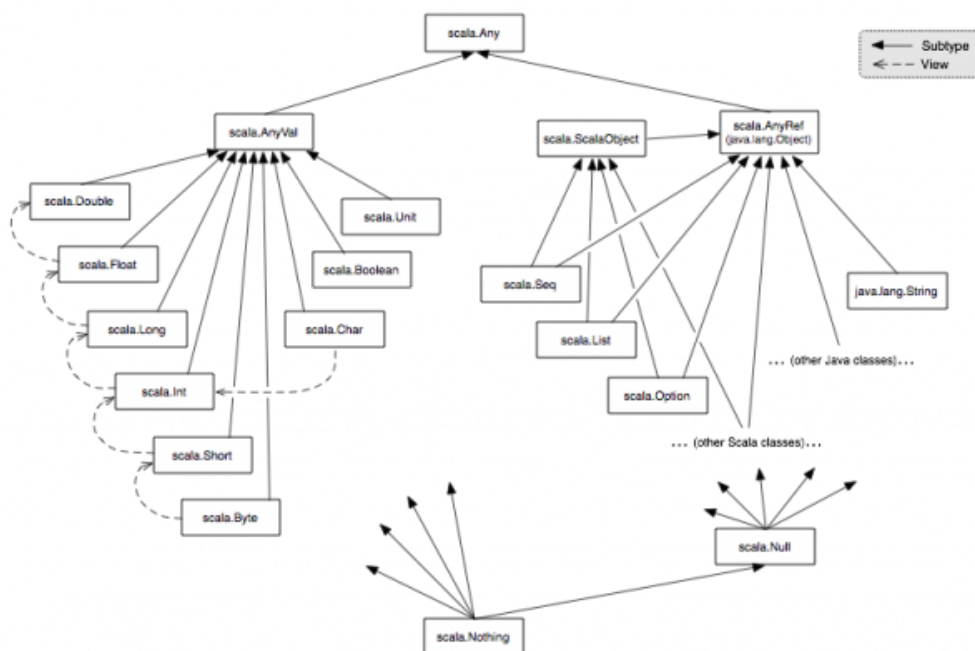 scala.Any
Subtype
View
scala.AnyVal
scala.ScalaObject
scala.AnyRef
(java.lang.Object)
scala.Double
scala.Unit
scala.Float
scala.Boolean
scala.Seq
java.lang.String
scala.Long
scala.Char
scala.List
... (other Java classes)...
scala.Int
scala.Option
... (other Scala classes)...
scala.Short
scala.Byte
scala.Null
scala.Nothing